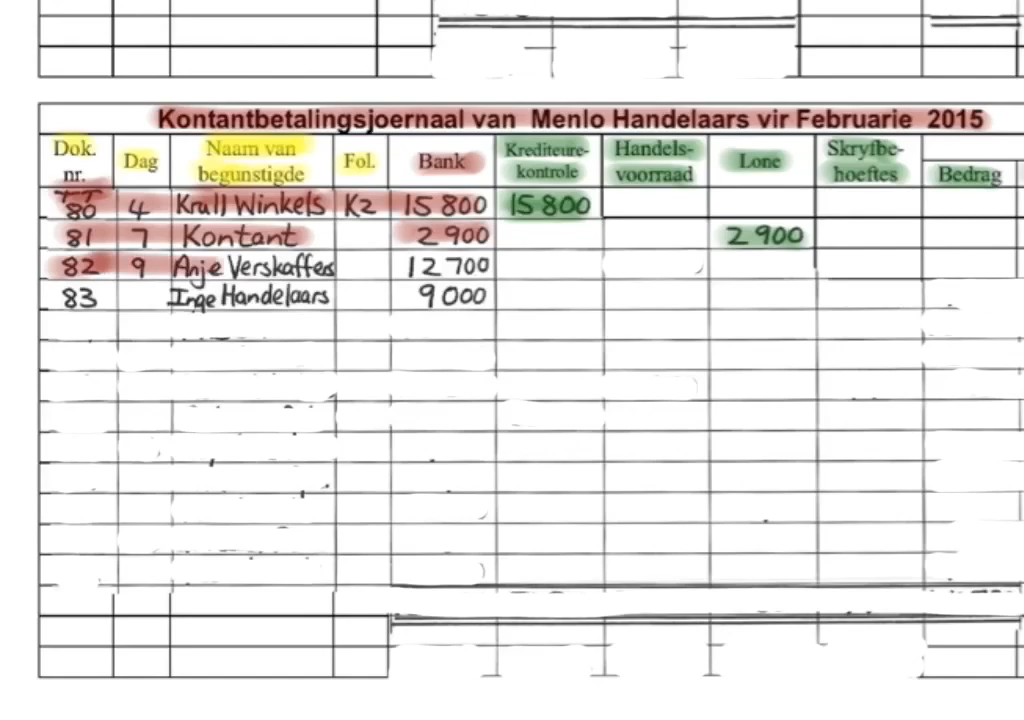 Kontantbetalingsjoernaal van Menlo Handelaars vir Februarie 2015
Dok. nr. Dag Naam van begunstigde Fol. Bank Krediteure-kontrole Handels-voorraad Lone Skryfbe-hoeftes Bedrag
80 4 Krull Winkels K2 15 800 15 800
81 7 Kontant 2 900 2 900
82 9 Anje Verskaffers 12 700
83 Inge Handelaars 9 000